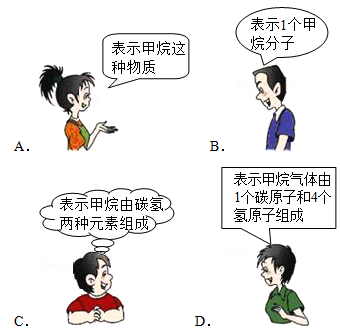 表示甲烷这
种物质
A.
表示1个甲
烷分子
B.
表示甲烷由碳氢
两种元素组成
C.
表示甲烷气体由
1个碳原子和4个
氢原子组成
D.